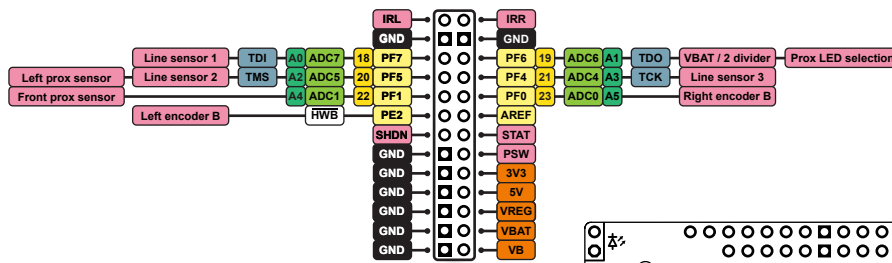 IRL IRR
GND GND
Line sensor 1 TDI A0 ADC7 18 PF7 PF6 19 ADC6 A1 TDO VBAT / 2 divider Prox LED selection
Left prox sensor Line sensor 2 TMS A2 ADC5 20 PF5 PF4 21 ADC4 A3 TCK Line sensor 3
Front prox sensor A4 ADC1 22 PF1 PF0 23 ADC0 A5 Right encoder B
Left encoder B HWB PE2 AREF
SHDN STAT
GND PSW
GND 3V3
GND 5V
GND VREG
GND VBAT
GND VB